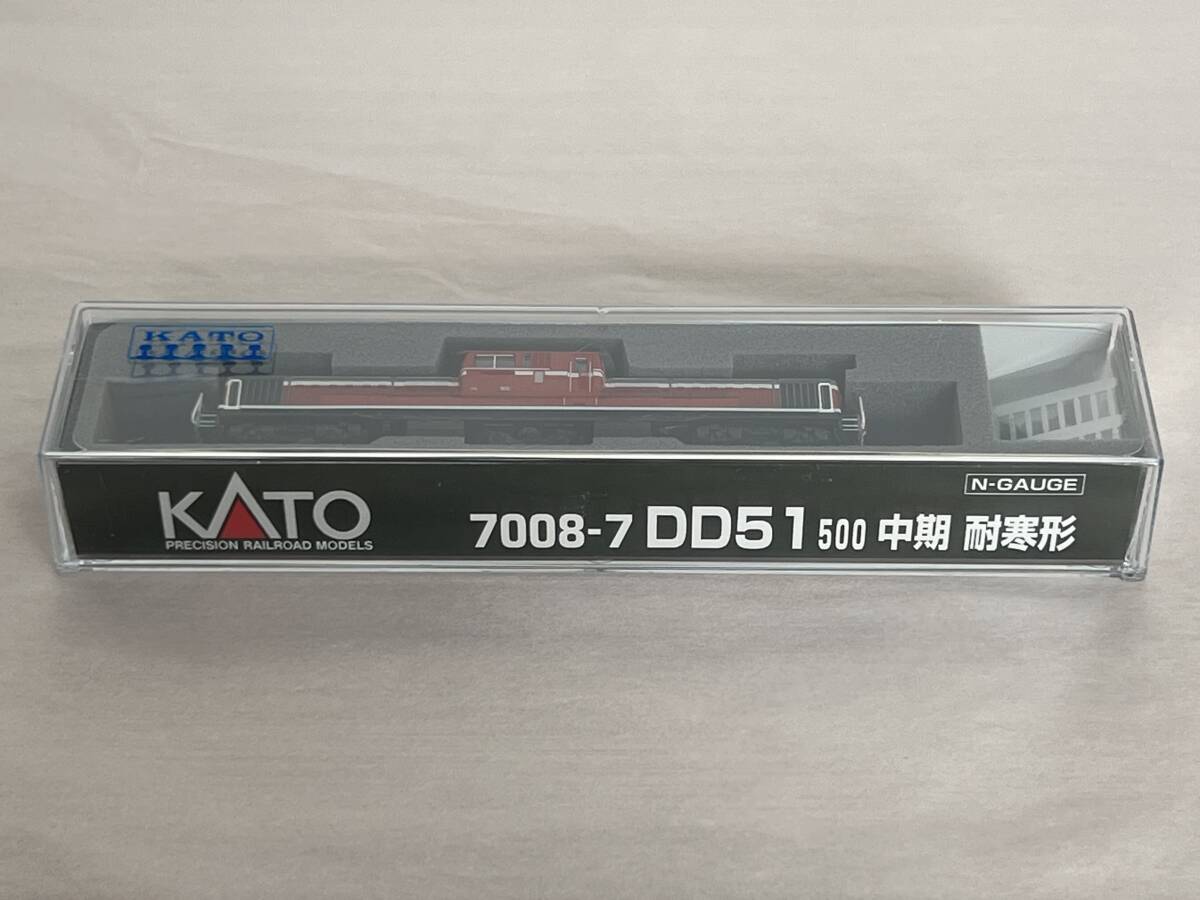 KATO
KATO
PRECISION RAILROAD MODELS
N-GAUGE
7008-7 DD51 500 中期 耐寒形